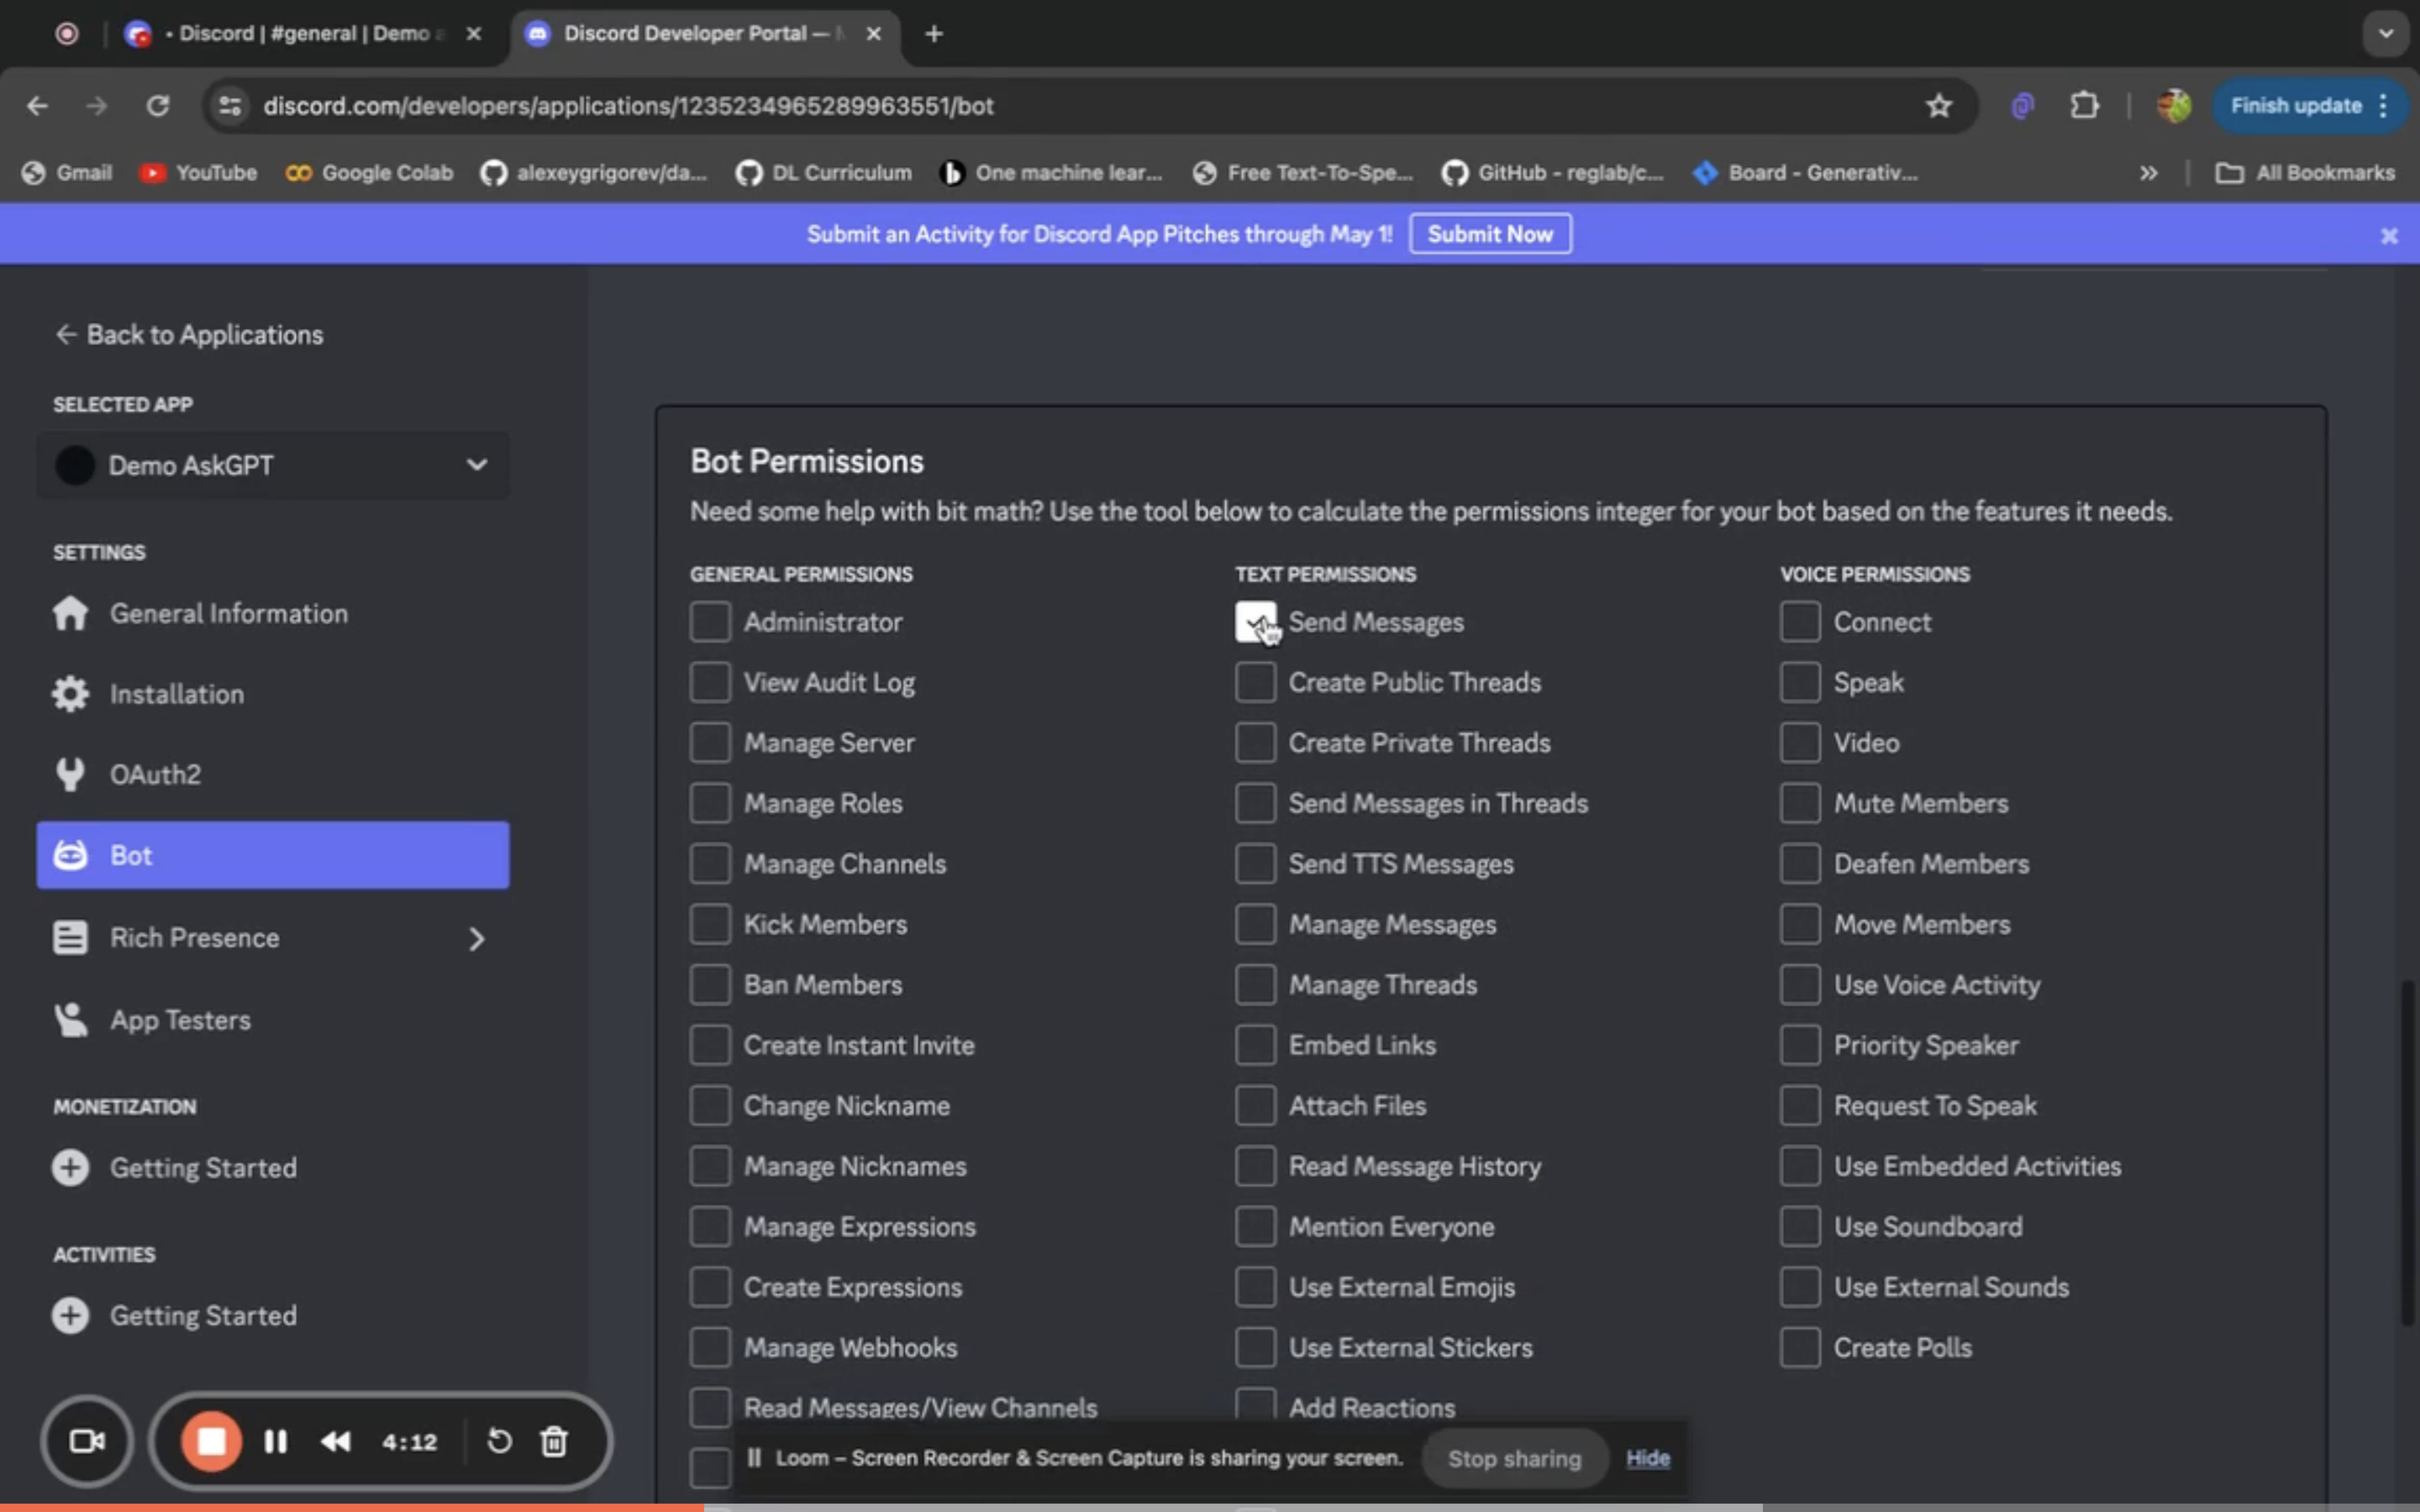 • Discord | #general | Demo a
Discord Developer Portal —
discord.com/developers/applications/1235234965289963551/bot
Finish update
Gmail
YouTube
Google Colab
alexeygrigorev/da...
DL Curriculum
One machine lear...
Free Text-To-Spe...
GitHub - reglab/c...
Board - Generativ...
All Bookmarks
Submit an Activity for Discord App Pitches through May 1!
Submit Now
Back to Applications
SELECTED APP
Demo AskGPT
SETTINGS
General Information
Installation
OAuth2
Bot
Rich Presence
App Testers
MONETIZATION
Getting Started
ACTIVITIES
Getting Started
Bot Permissions
Need some help with bit math? Use the tool below to calculate the permissions integer for your bot based on the features it needs.
GENERAL PERMISSIONS
Administrator
View Audit Log
Manage Server
Manage Roles
Manage Channels
Kick Members
Ban Members
Create Instant Invite
Change Nickname
Manage Nicknames
Manage Expressions
Create Expressions
Manage Webhooks
Read Messages/View Channels
TEXT PERMISSIONS
Send Messages
Create Public Threads
Create Private Threads
Send Messages in Threads
Send TTS Messages
Manage Messages
Manage Threads
Embed Links
Attach Files
Read Message History
Mention Everyone
Use External Emojis
Use External Stickers
Add Reactions
VOICE PERMISSIONS
Connect
Speak
Video
Mute Members
Deafen Members
Move Members
Use Voice Activity
Priority Speaker
Request To Speak
Use Embedded Activities
Use Soundboard
Use External Sounds
Create Polls
4:12
Loom – Screen Recorder & Screen Capture is sharing your screen.
Stop sharing
Hide